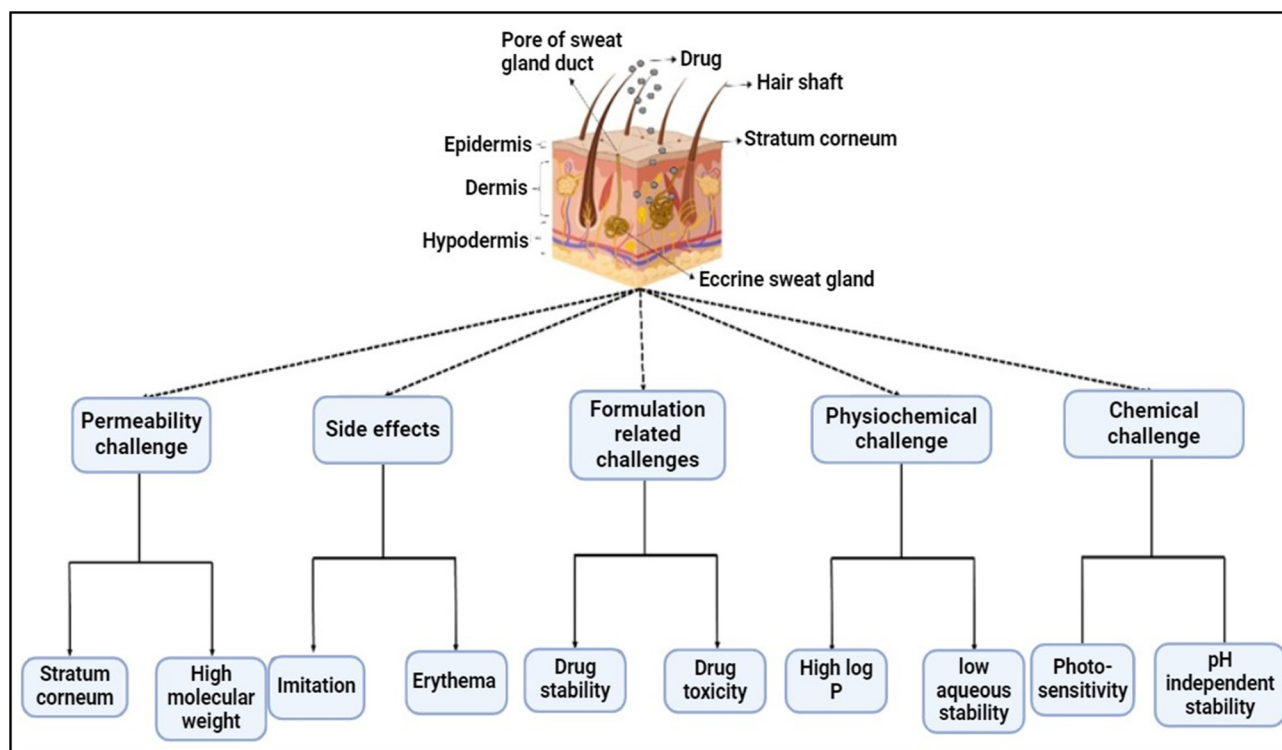 Pore of sweat
gland duct
Drug
Hair shaft
Epidermis
Stratum corneum
Dermis
Hypodermis
Eccrine sweat gland
Permeability
challenge
Side effects
Formulation
related
challenges
Physiochemical
challenge
Chemical
challenge
Stratum
corneum
High
molecular
weight
Imitation
Erythema
Drug
stability
Drug
toxicity
High log
P
low
aqueous
stability
Photo-
sensitivity
pH
independent
stability